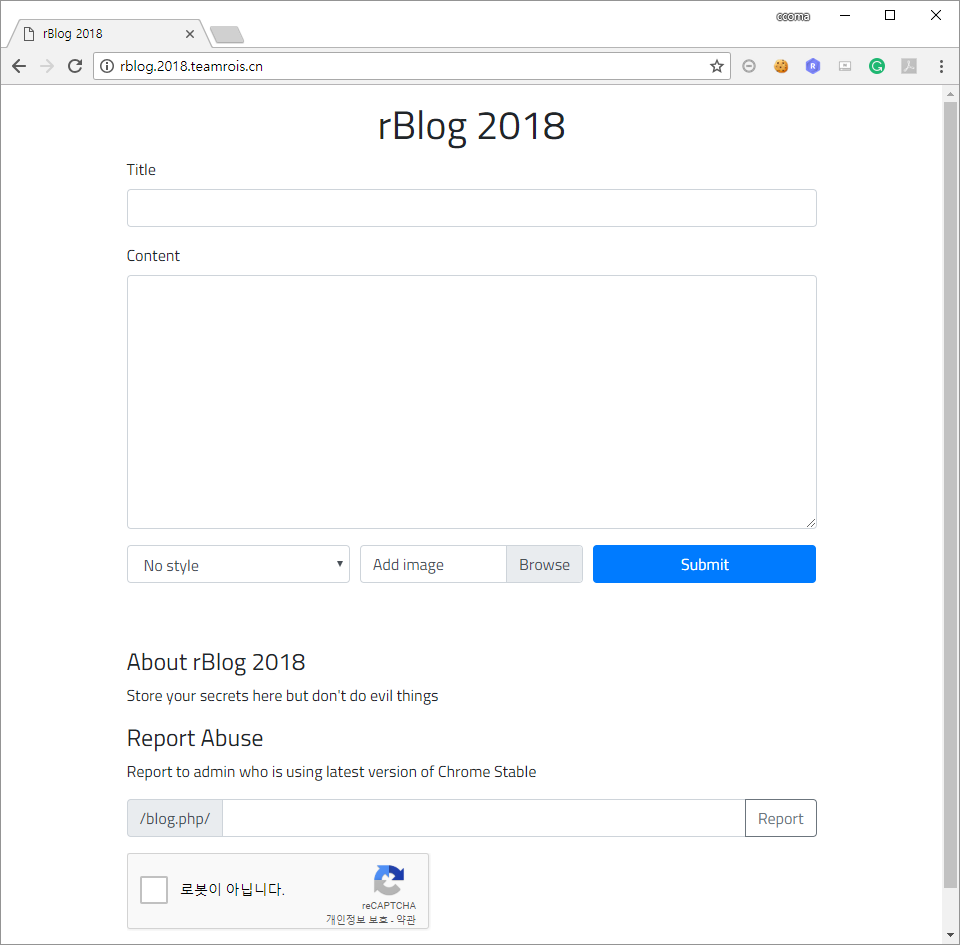 ccoma
rBlog 2018
rblog.2018.teamrois.cn
rBlog 2018
Title
Content
No style
Add image
Browse
Submit
About rBlog 2018
Store your secrets here but don't do evil things
Report Abuse
Report to admin who is using latest version of Chrome Stable
/blog.php/
Report
로봇이 아닙니다.
reCAPTCHA
개인정보 보호 - 약관